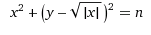 x² + (y − √|x|)² = n